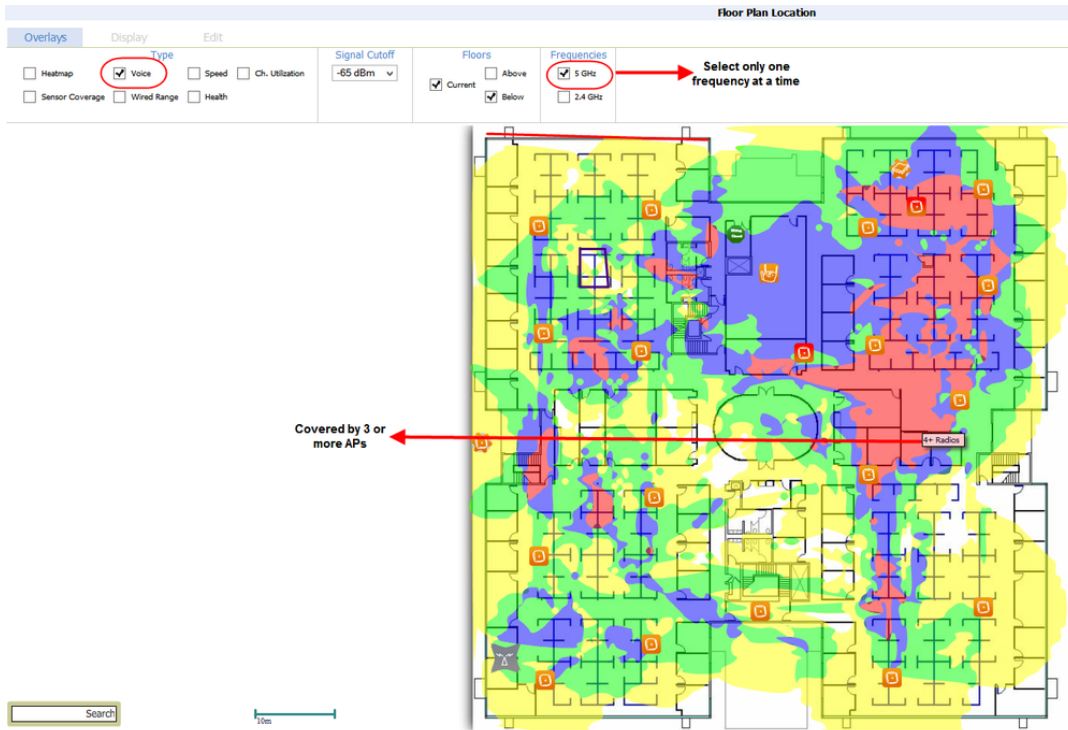 Floor Plan Location
Overlays Display Edit
Type Signal Cutoff Floors Frequencies
Heatmap Voice Speed Ch. Utilization -65 dBm Current Above 5 GHz
Sensor Coverage Wired Range Health Below 2.4 GHz
Select only one
frequency at a time
Covered by 3 or
more APs
4+ Radios
Search
10m